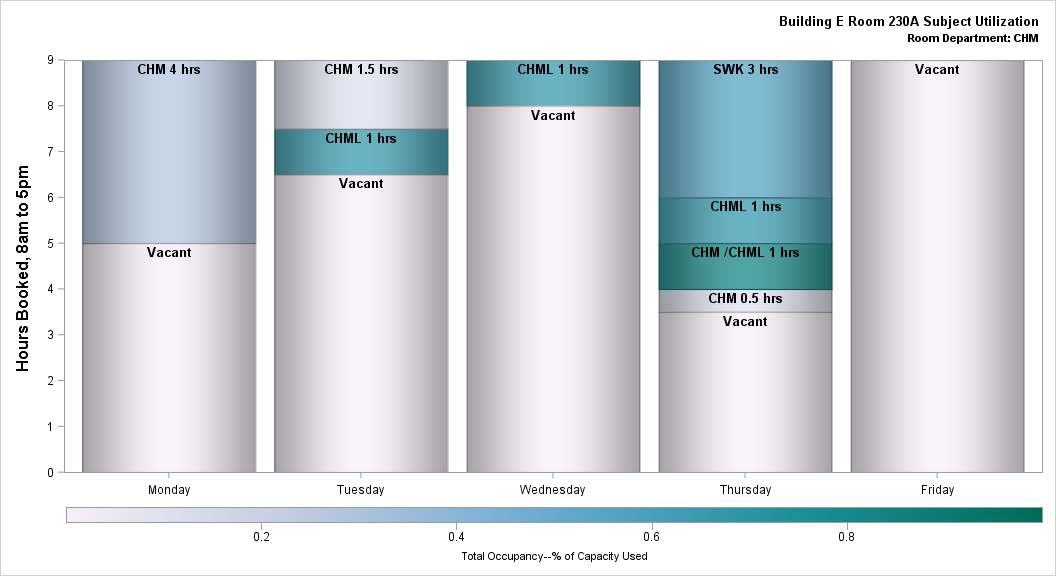 Building E Room 230A Subject Utilization
Room Department: CHM
Hours Booked, 8am to 5pm
9
8
7
6
5
4
3
2
1
0
CHM 4 hrs
Vacant
CHM 1.5 hrs
CHML 1 hrs
Vacant
CHML 1 hrs
Vacant
SWK 3 hrs
CHML 1 hrs
CHM /CHML 1 hrs
CHM 0.5 hrs
Vacant
Vacant
Monday
Tuesday
Wednesday
Thursday
Friday
0.2
0.4
0.6
0.8
Total Occupancy--% of Capacity Used